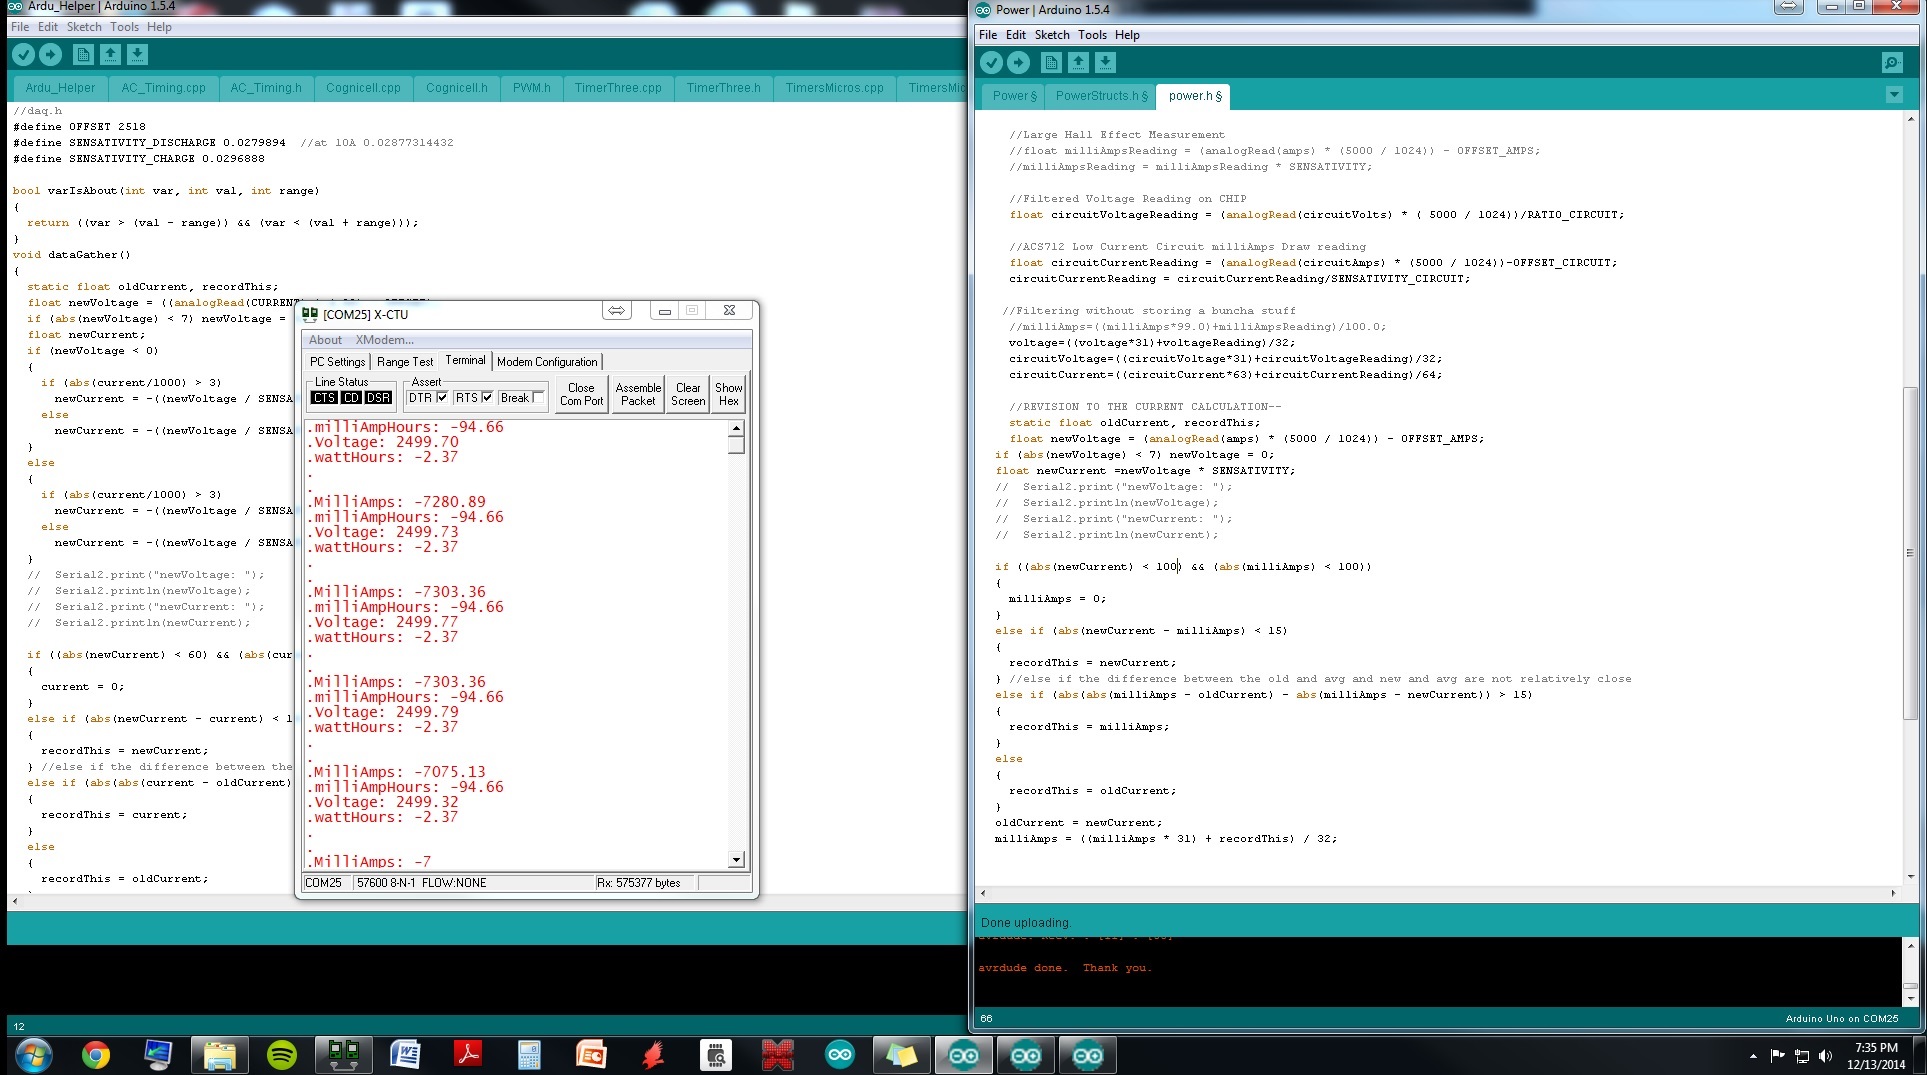 Ardu_Helper | Arduino 1.5.4
File Edit Sketch Tools Help
Ardu_Helper AC_Timing.cpp AC_Timing.h Cognicell.cpp Cognicell.h PWM.h TimerThree.cpp TimerThree.h TimersMicros.cpp TimersMic
//daq.h
#define OFFSET 2518
#define SENSATIVITY_DISCHARGE 0.0279894 //at 10A 0.02877314432
#define SENSATIVITY_CHARGE 0.0296888
bool varIsAbout(int var, int val, int range)
{
return ((var > (val - range)) && (var < (val + range)));
}
void dataGather()
{
static float oldCurrent, recordThis;
float newVoltage = ((analogRead(CURRENT
if (abs(newVoltage) < 7) newVoltage =
float newCurrent;
if (newVoltage < 0)
{
if (abs(current/1000) > 3)
newCurrent = -((newVoltage / SENSA
else
newCurrent = -((newVoltage / SENSA
}
else
{
if (abs(current/1000) > 3)
newCurrent = -((newVoltage / SENSA
else
newCurrent = -((newVoltage / SENSA
}
// Serial2.print("newVoltage: ");
// Serial2.println(newVoltage);
// Serial2.print("newCurrent: ");
// Serial2.println(newCurrent);
if ((abs(newCurrent) < 60) && (abs(cur
{
current = 0;
}
else if (abs(newCurrent - current) < 1
{
recordThis = newCurrent;
} //else if the difference between the
else if (abs(abs(current - oldCurrent)
{
recordThis = current;
}
else
{
recordThis = oldCurrent;
12
[COM25] X-CTU
About XModem...
PC Settings Range Test Terminal Modem Configuration
Line Status
CTS CD DSR
Assert
DTR RTS Break
Close Com Port
Assemble Packet
Clear Screen
Show Hex
.milliAmpHours: -94.66
.Voltage: 2499.70
.wattHours: -2.37
.
.
.MilliAmps: -7280.89
.milliAmpHours: -94.66
.Voltage: 2499.73
.wattHours: -2.37
.
.
.MilliAmps: -7303.36
.milliAmpHours: -94.66
.Voltage: 2499.77
.wattHours: -2.37
.
.
.MilliAmps: -7303.36
.milliAmpHours: -94.66
.Voltage: 2499.79
.wattHours: -2.37
.
.
.MilliAmps: -7075.13
.milliAmpHours: -94.66
.Voltage: 2499.32
.wattHours: -2.37
.
.
.MilliAmps: -7
COM25 57600 8-N-1 FLOW:NONE Rx: 575377 bytes
Power | Arduino 1.5.4
File Edit Sketch Tools Help
Power § PowerStructs.h § power.h §
//Large Hall Effect Measurement
//float milliAmpsReading = (analogRead(amps) * (5000 / 1024)) - OFFSET_AMPS;
//milliAmpsReading = milliAmpsReading * SENSITIVITY;
//Filtered Voltage Reading on CHIP
float circuitVoltageReading = (analogRead(circuitVolts) * ( 5000 / 1024))/RATIO_CIRCUIT;
//ACS712 Low Current Circuit milliAmps Draw reading
float circuitCurrentReading = (analogRead(circuitAmps) * (5000 / 1024))-OFFSET_CIRCUIT;
circuitCurrentReading = circuitCurrentReading/SENSATIVITY_CIRCUIT;
//Filtering without storing a buncha stuff
//milliAmps=((milliAmps*99.0)+milliAmpsReading)/100.0;
voltage=((voltage*31)+voltageReading)/32;
circuitVoltage=((circuitVoltage*31)+circuitVoltageReading)/32;
circuitCurrent=((circuitCurrent*63)+circuitCurrentReading)/64;
//REVISION TO THE CURRENT CALCULATION--
static float oldCurrent, recordThis;
float newVoltage = (analogRead(amps) * (5000 / 1024)) - OFFSET_AMPS;
if (abs(newVoltage) < 7) newVoltage = 0;
float newCurrent =newVoltage * SENSATIVITY;
// Serial2.print("newVoltage: ");
// Serial2.println(newVoltage);
// Serial2.print("newCurrent: ");
// Serial2.println(newCurrent);
if ((abs(newCurrent) < 100) && (abs(milliAmps) < 100))
{
milliAmps = 0;
}
else if (abs(newCurrent - milliAmps) < 15)
{
recordThis = newCurrent;
} //else if the difference between the old and avg and new and avg are not relatively close
else if (abs(abs(milliAmps - oldCurrent) - abs(milliAmps - newCurrent)) > 15)
{
recordThis = milliAmps;
}
else
{
recordThis = oldCurrent;
}
oldCurrent = newCurrent;
milliAmps = ((milliAmps * 31) + recordThis) / 32;
Done uploading.
avrdude done. Thank you.
66
Arduino Uno on COM25
7:35 PM
12/13/2014